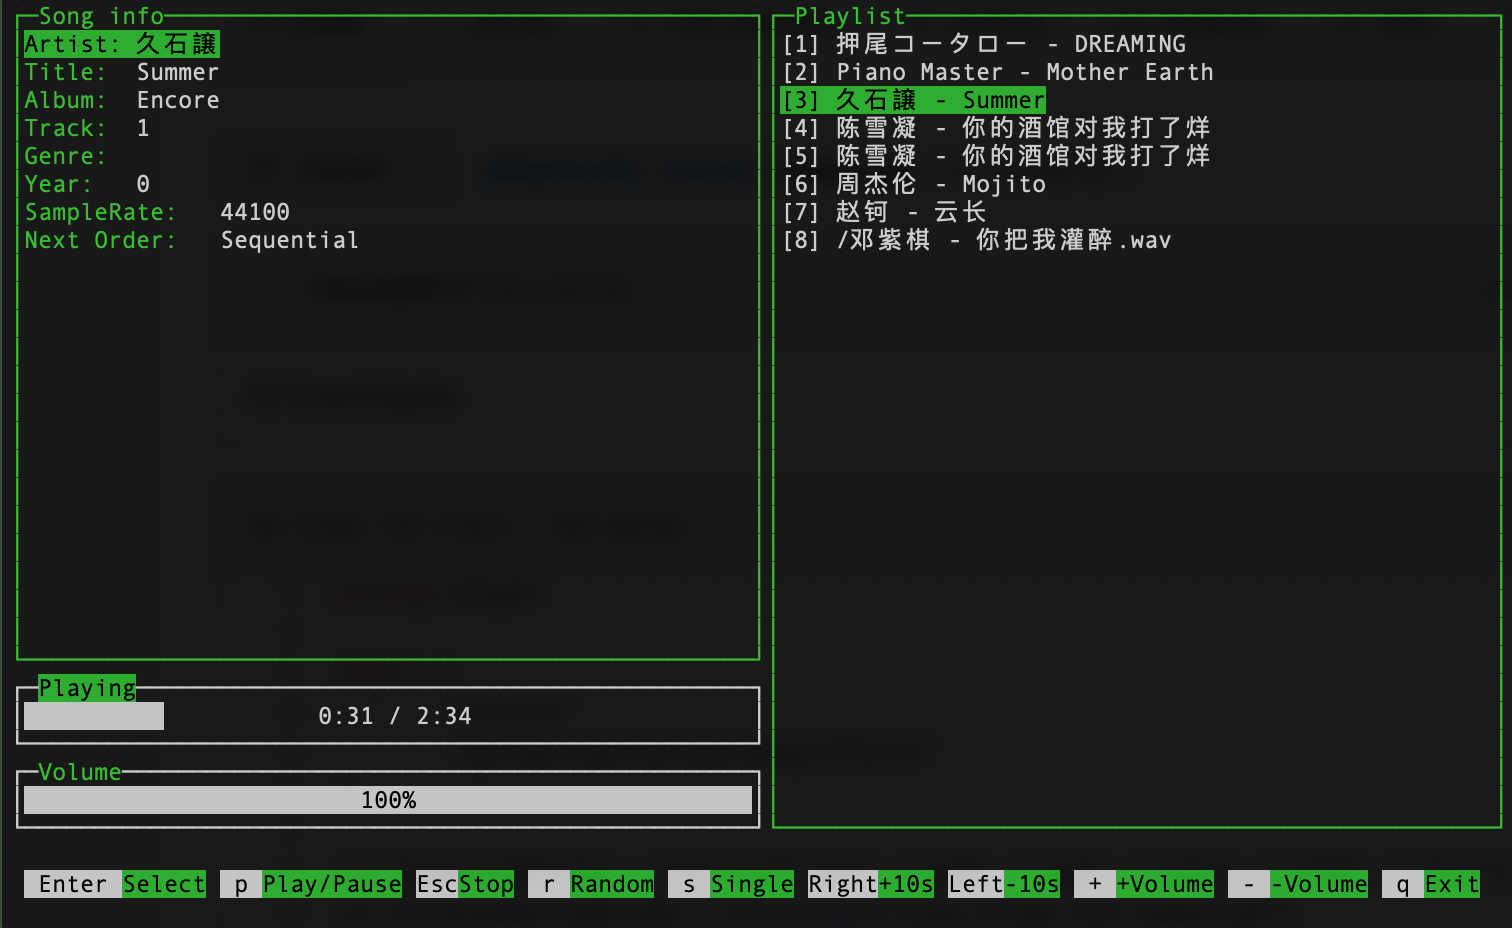 Song info
Artist: 久石譲
Title: Summer
Album: Encore
Track: 1
Genre:
Year: 0
SampleRate: 44100
Next Order: Sequential
Playing
0:31 / 2:34
Volume
100%
Playlist
[1] 押尾コータロー - DREAMING
[2] Piano Master - Mother Earth
[3] 久石譲 - Summer
[4] 陈雪凝 - 你的酒馆对我打了烊
[5] 陈雪凝 - 你的酒馆对我打了烊
[6] 周杰伦 - Mojito
[7] 赵钶 - 云长
[8] /邓紫棋 - 你把我灌醉.wav
Enter Select p Play/Pause Esc Stop r Random s Single Right +10s Left -10s + +Volume - -Volume q Exit